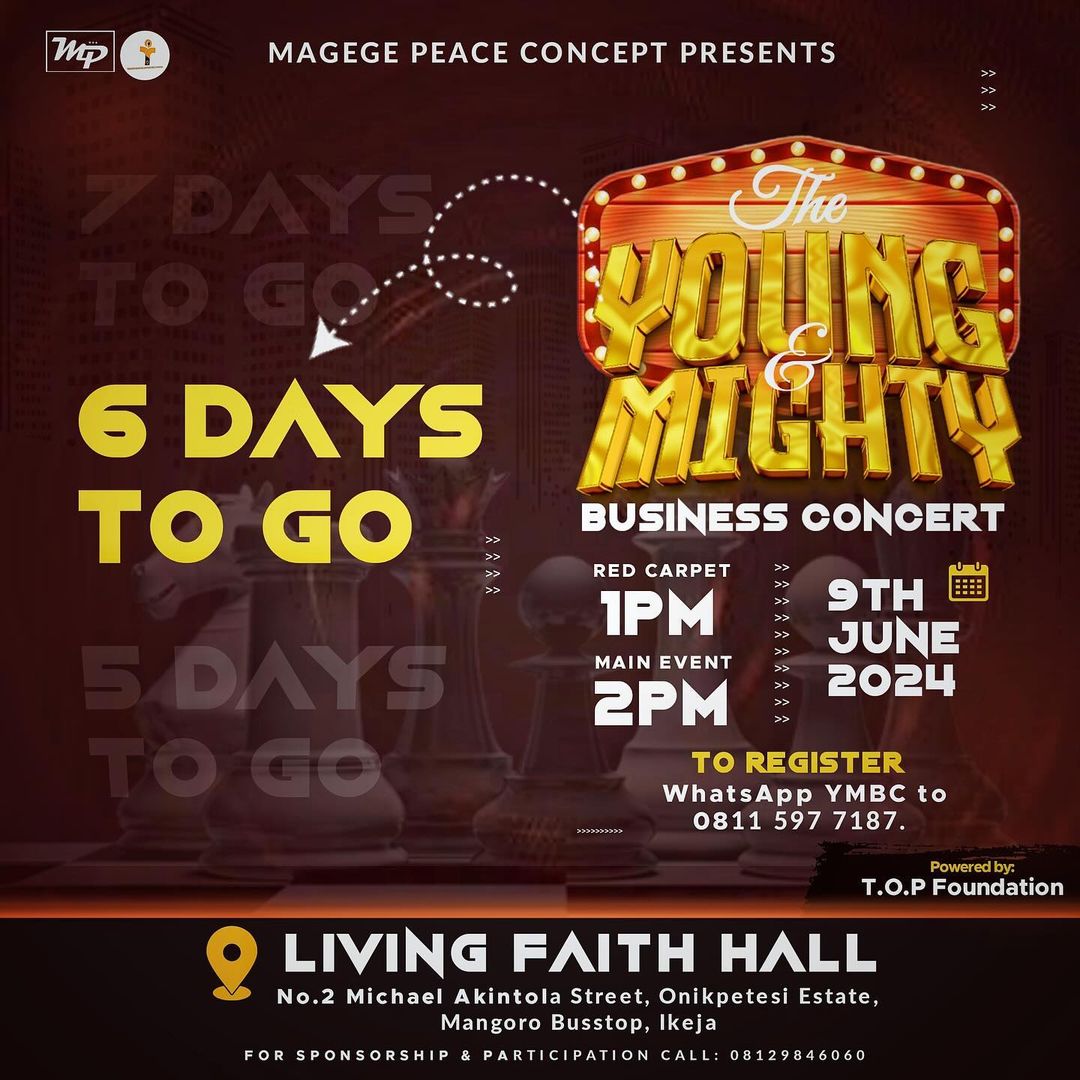 MP
MAGEGE PEACE CONCEPT PRESENTS
>>
>>
>>
7 DAYS
TO GO
6 DAYS
TO GO
5 DAYS
TO GO
The
YOUNG
&
MIGHTY
BUSINESS CONCERT
RED CARPET
1PM
MAIN EVENT
2PM
9TH
JUNE
2024
TO REGISTER
WhatsApp YMBC to
0811 597 7187.
Powered by:
T.O.P Foundation
LIVING FAITH HALL
No.2 Michael Akintola Street, Onikpetesi Estate,
Mangoro Busstop, Ikeja
FOR SPONSORSHIP & PARTICIPATION CALL: 08129846060